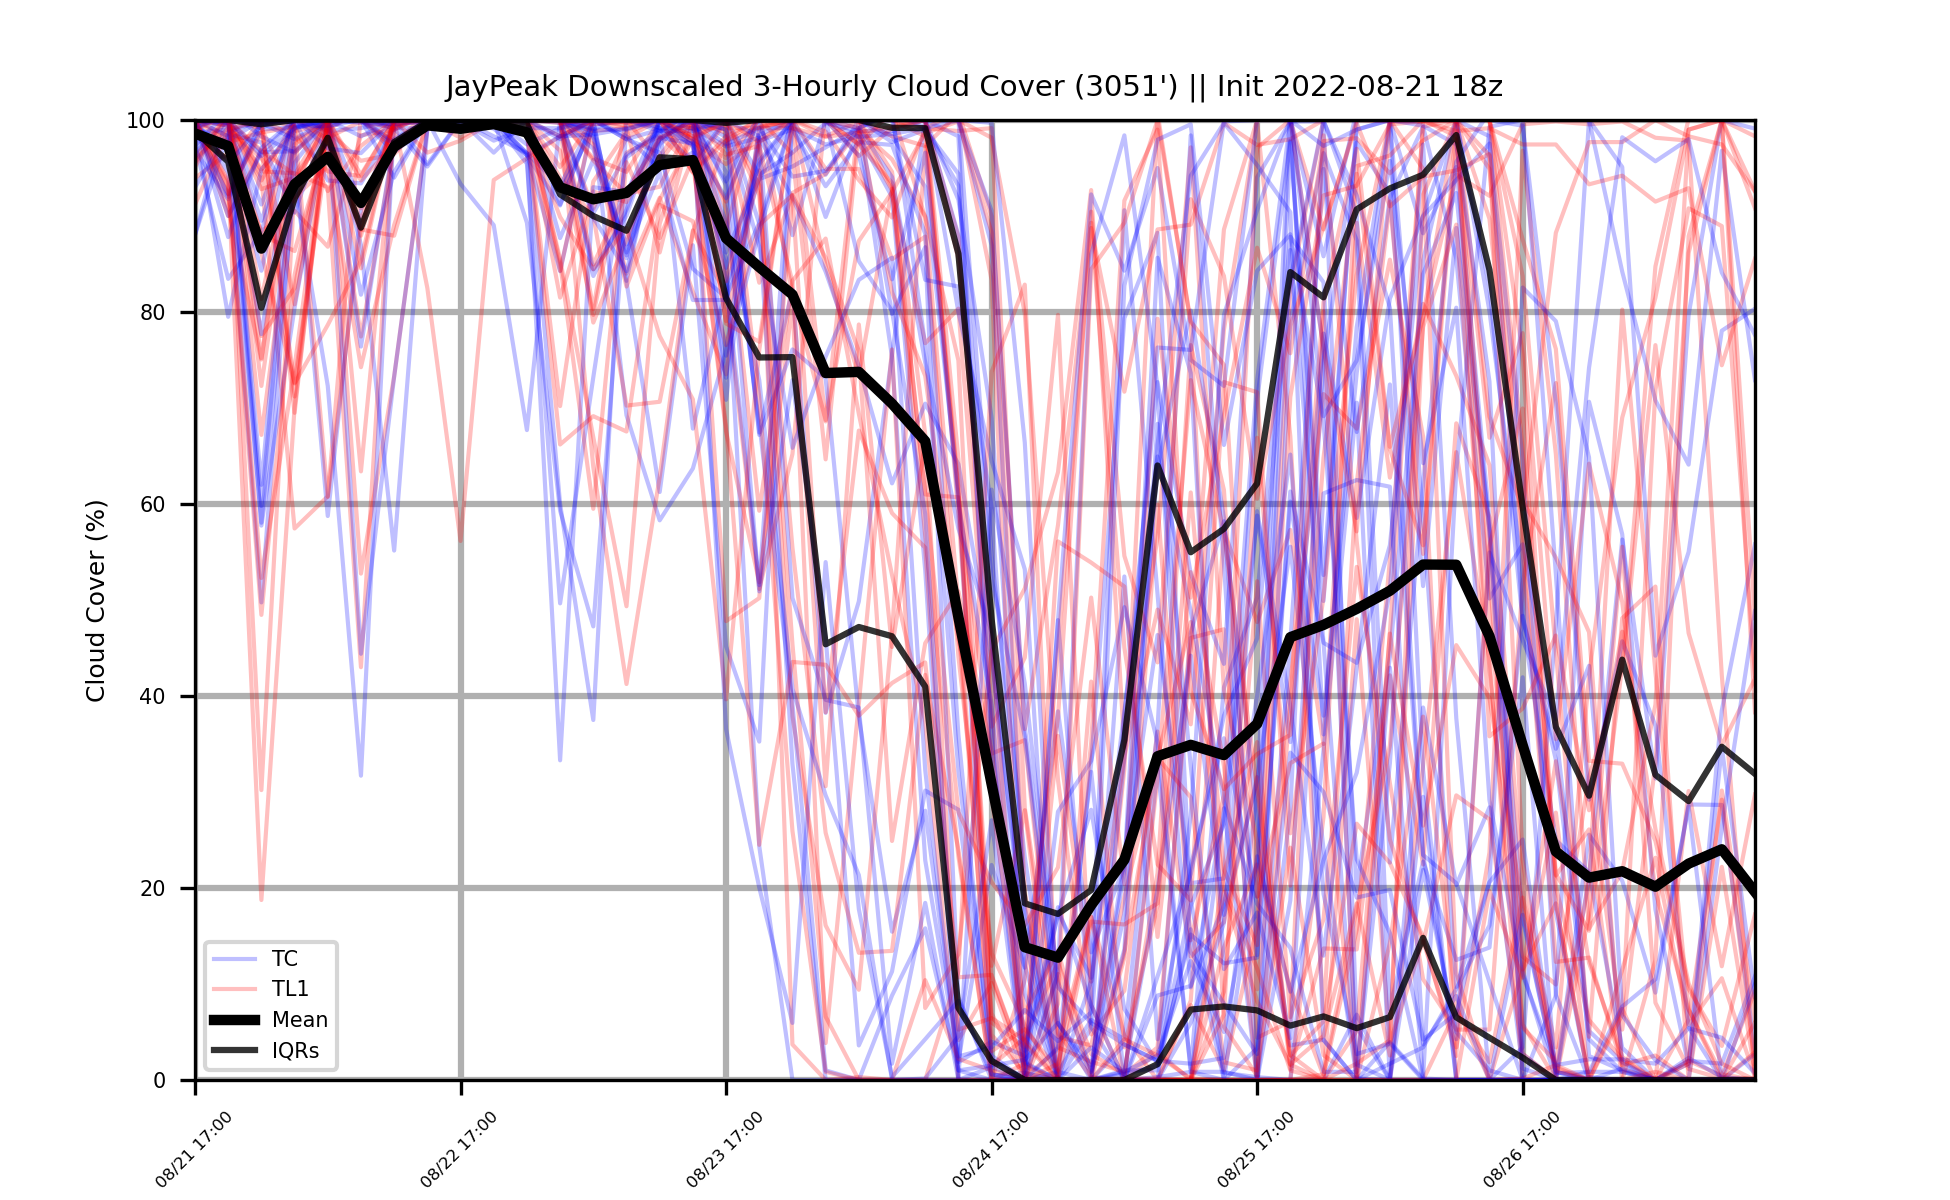 JayPeak Downscaled 3-Hourly Cloud Cover (3051') || Init 2022-08-21 18z
Cloud Cover (%)
100
80
60
40
20
0
TC
TL1
Mean
IQRs
08/21 17:00
08/22 17:00
08/23 17:00
08/24 17:00
08/25 17:00
08/26 17:00